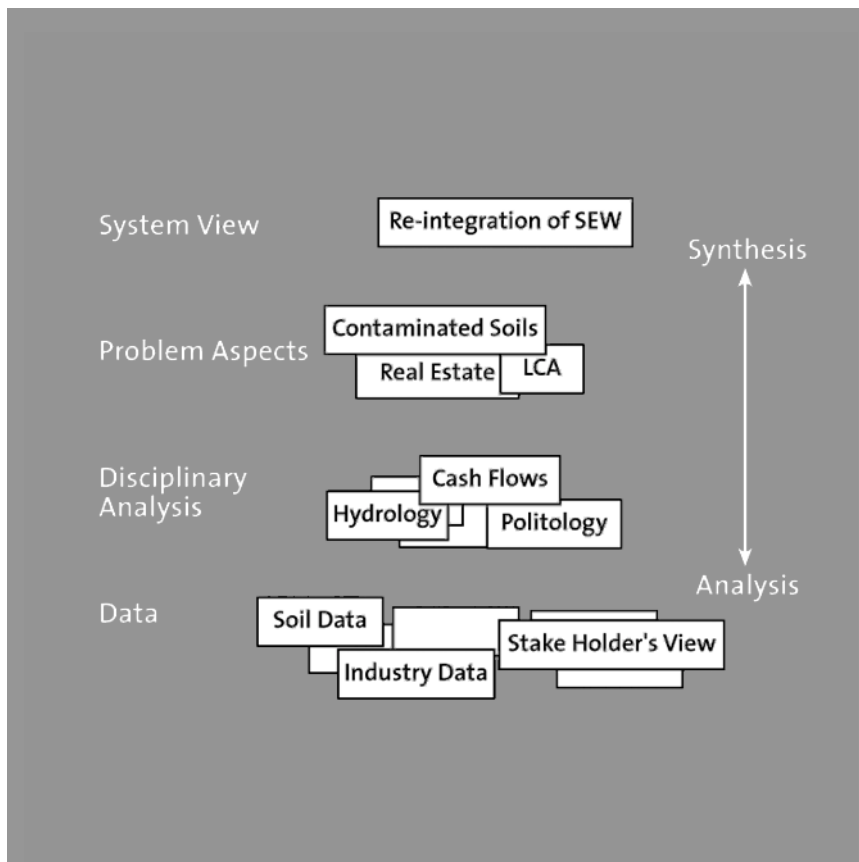 System View
Re-integration of SEW
Synthesis
Problem Aspects
Contaminated Soils
Real Estate
LCA
Disciplinary
Analysis
Cash Flows
Hydrology
Politology
Analysis
Data
Soil Data
Stake Holder's View
Industry Data